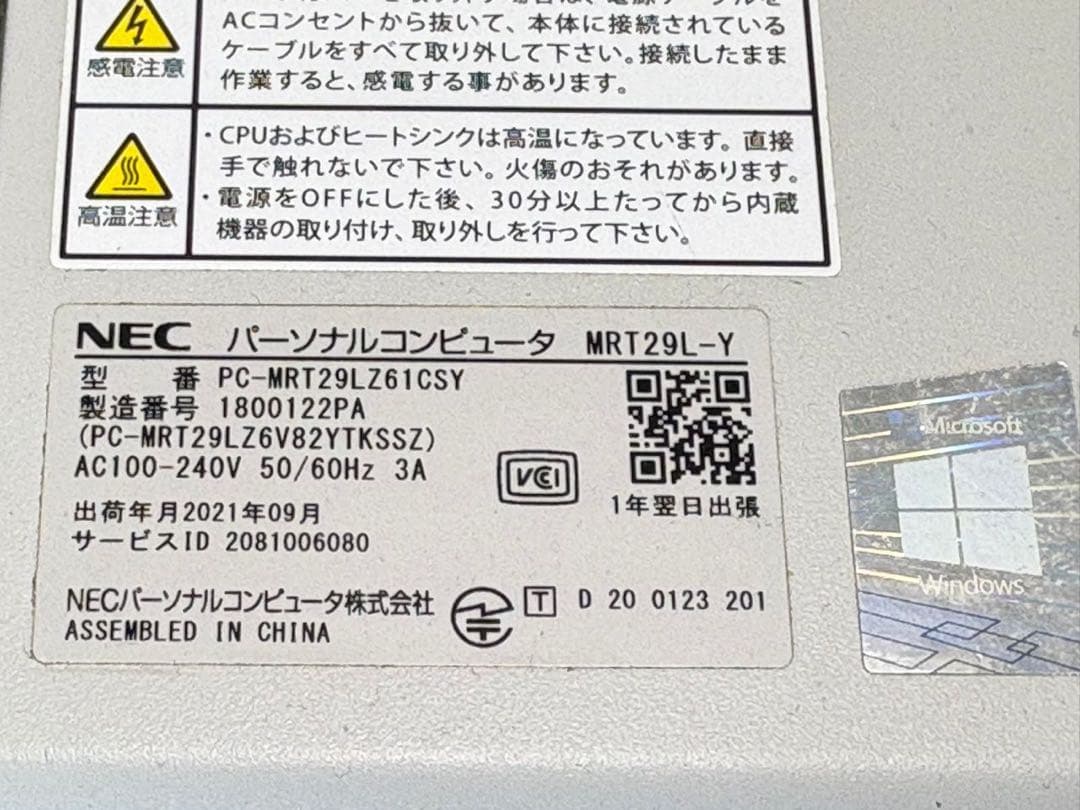 ACコンセントから抜いて、本体に接続されている
ケーブルをすべて取り外して下さい。接続したまま
感電注意
作業すると、感電する事があります。
・CPUおよびヒートシンクは高温になっています。直接
手で触れないで下さい。火傷のおそれがあります。
高温注意
・電源をOFFにした後、30分以上たってから内蔵
機器の取り付け、取り外しを行って下さい。
NEC パーソナルコンピュータ MRT29L-Y
型 番 PC-MRT29LZ61CSY
製造番号 1800122PA
(PC-MRT29LZ6V82YTKSSZ)
AC100-240V 50/60Hz 3A
VCCI
1年翌日出張
出荷年月2021年09月
サービスID 2081006080
NECパーソナルコンピュータ株式会社
T D 20 0123 201
ASSEMBLED IN CHINA
Microsoft
Windows